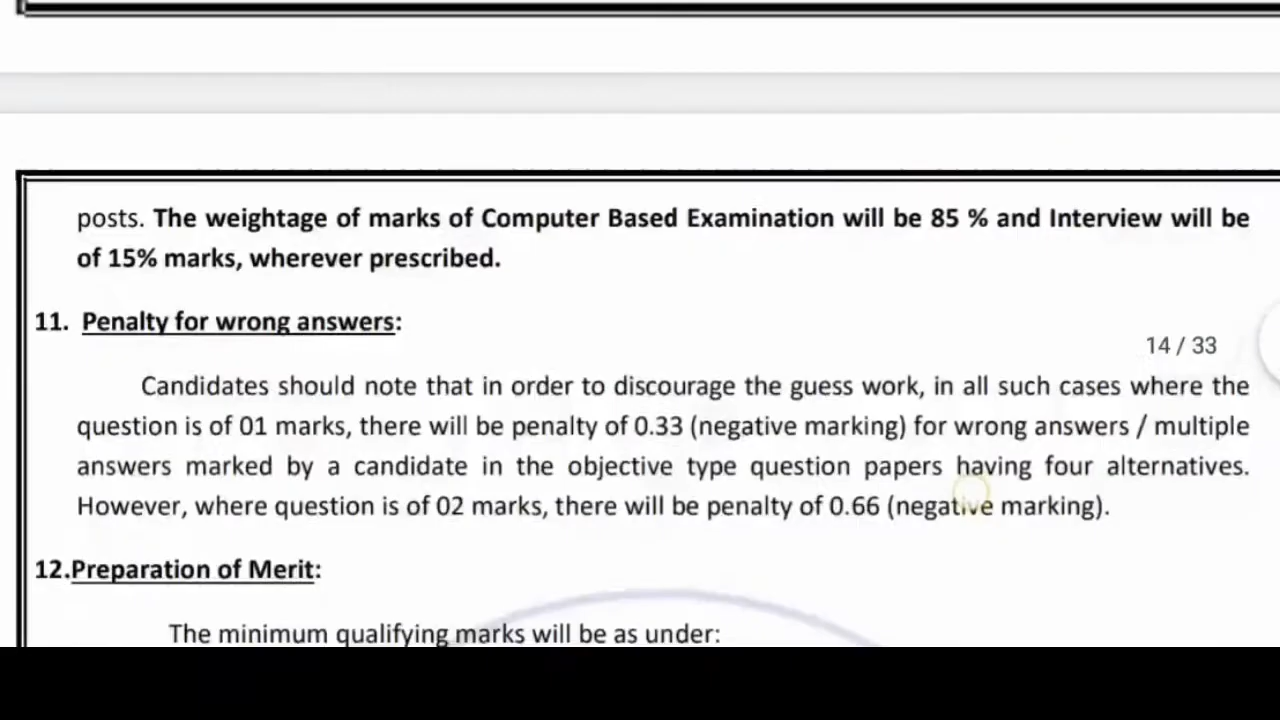 posts. The weightage of marks of Computer Based Examination will be 85 % and Interview will be
of 15% marks, wherever prescribed.
11. Penalty for wrong answers:
14 / 33
Candidates should note that in order to discourage the guess work, in all such cases where the
question is of 01 marks, there will be penalty of 0.33 (negative marking) for wrong answers / multiple
answers marked by a candidate in the objective type question papers having four alternatives.
However, where question is of 02 marks, there will be penalty of 0.66 (negative marking).
12.Preparation of Merit:
The minimum qualifying marks will be as under: